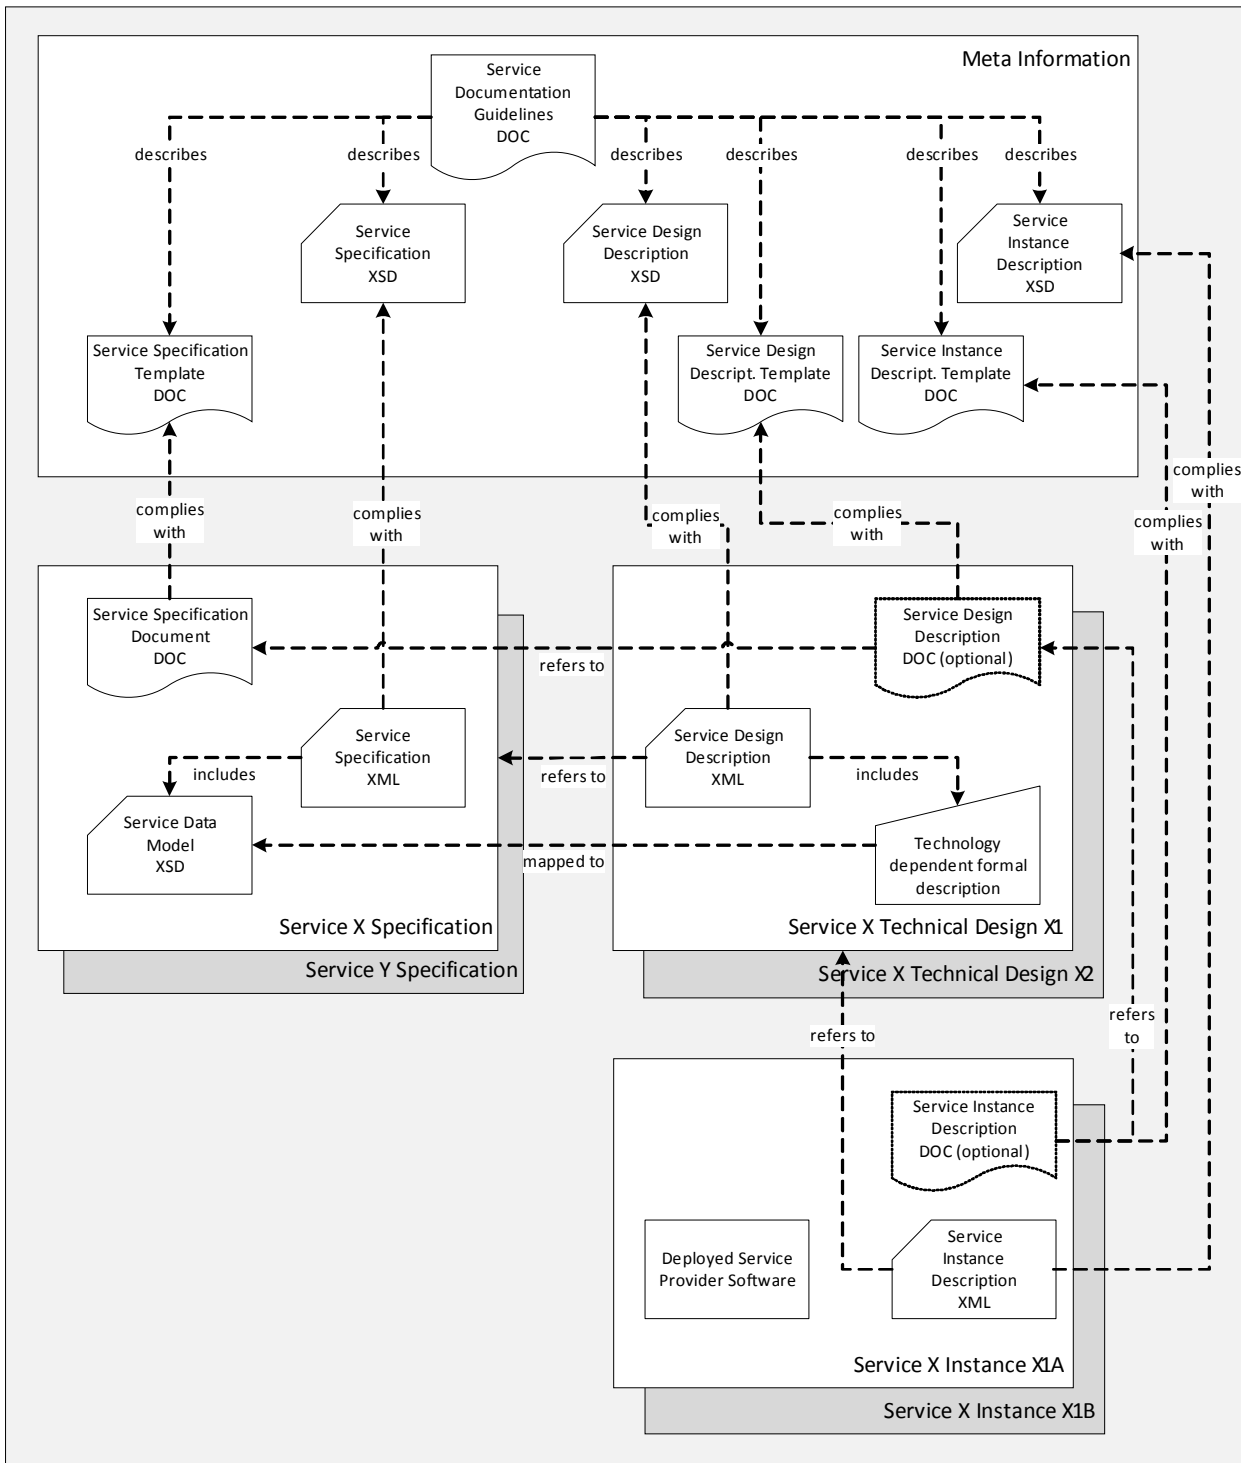 Meta Information
Service
Documentation
Guidelines
DOC
describes
describes
describes
describes
describes
describes
Service
Specification
XSD
Service Design
Description
XSD
Service
Instance
Description
XSD
Service Specification
Template
DOC
Service Design
Descript. Template
DOC
Service Instance
Descript. Template
DOC
complies
with
complies
with
complies
with
complies
with
complies
with
complies
with
Service Specification
Document
DOC
Service Design
Description
DOC (optional)
refers to
Service
Specification
XML
Service Design
Description
XML
includes
refers to
includes
Service Data
Model
XSD
Technology
dependent formal
description
mapped to
Service X Specification
Service X Technical Design X1
Service Y Specification
Service X Technical Design X2
refers to
refers
to
Service Instance
Description
DOC (optional)
Deployed Service
Provider Software
Service
Instance
Description
XML
Service X Instance X1A
Service X Instance X1B